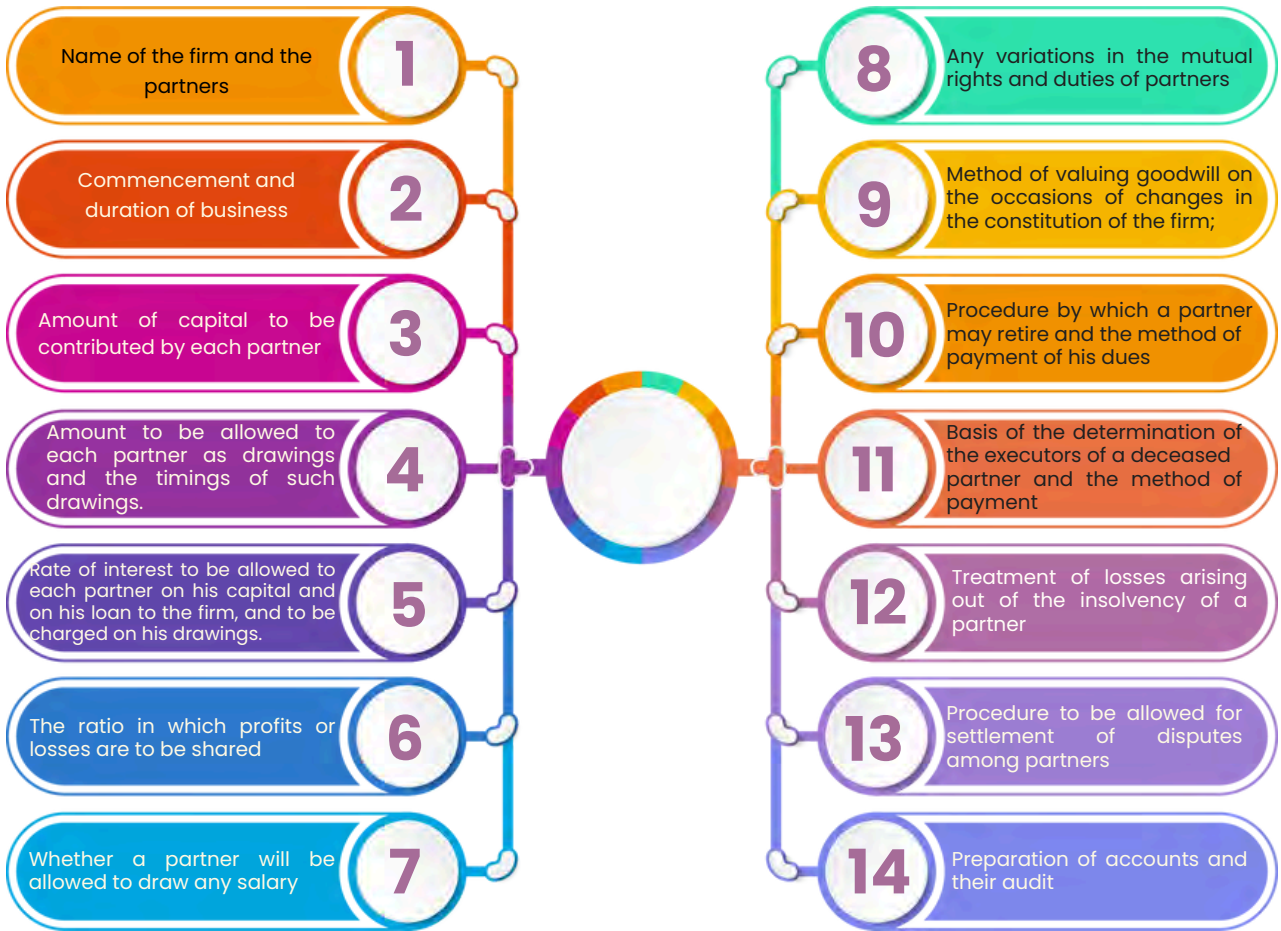 1
Name of the firm and the
partners
2
Commencement and
duration of business
3
Amount of capital to be
contributed by each partner
4
Amount to be allowed to
each partner as drawings
and the timings of such
drawings.
5
Rate of interest to be allowed to
each partner on his capital and
on his loan to the firm, and to be
charged on his drawings.
6
The ratio in which profits or
losses are to be shared
7
Whether a partner will be
allowed to draw any salary
8
Any variations in the mutual
rights and duties of partners
9
Method of valuing goodwill on
the occasions of changes in
the constitution of the firm;
10
Procedure by which a partner
may retire and the method of
payment of his dues
11
Basis of the determination of
the executors of a deceased
partner and the method of
payment
12
Treatment of losses arising
out of the insolvency of a
partner
13
Procedure to be allowed for
settlement of disputes
among partners
14
Preparation of accounts and
their audit